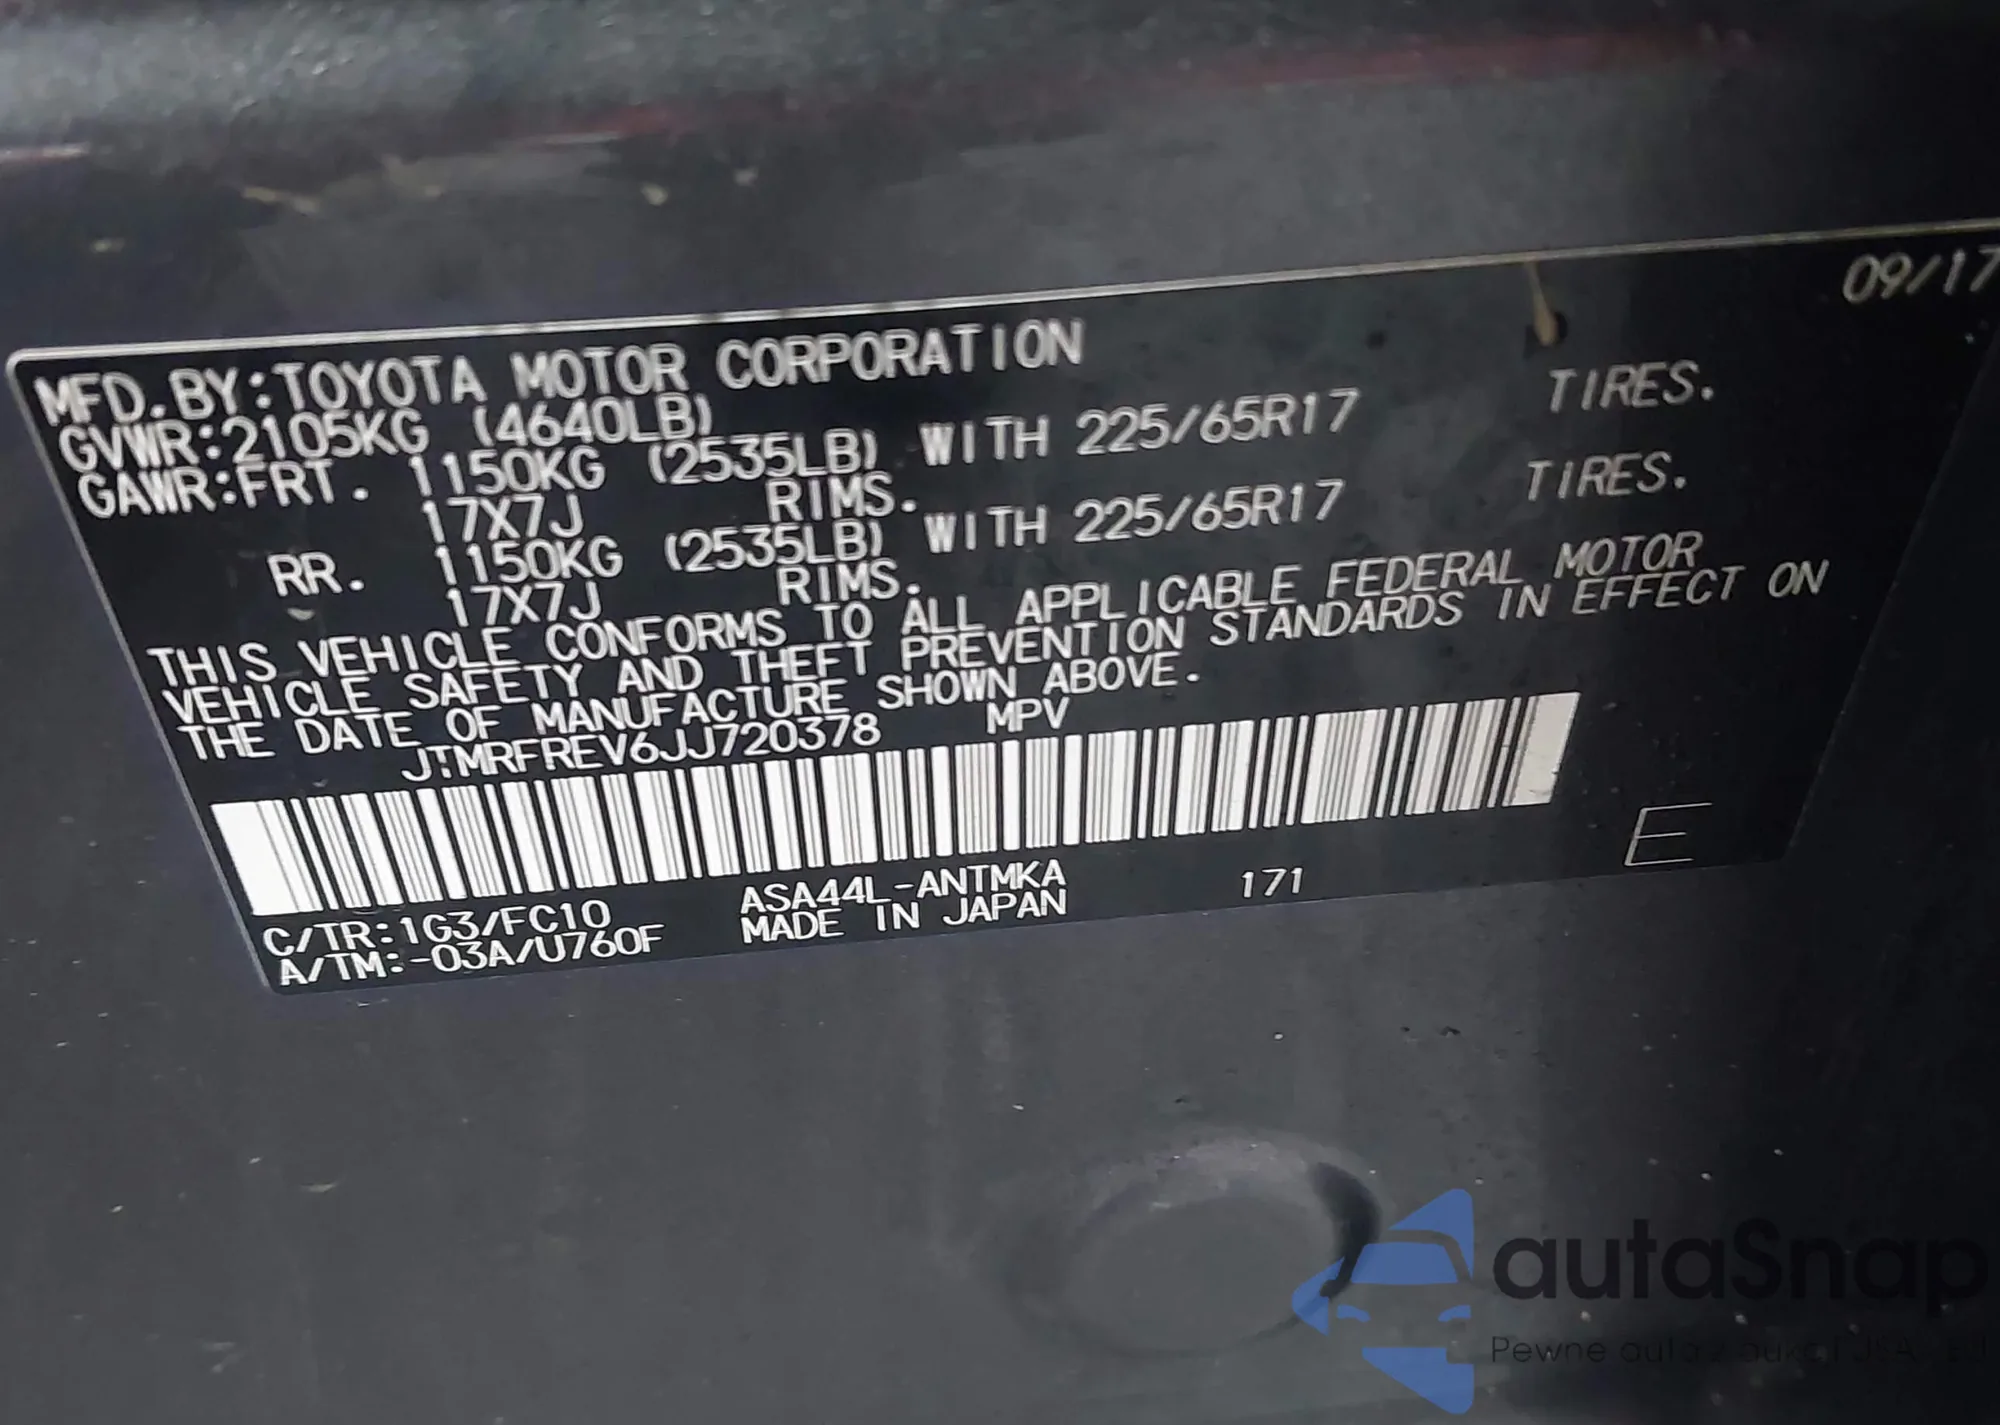 09/17
MFD.BY:TOYOTA MOTOR CORPORATION
GVWR:2105KG (4640LB)
GAWR:FRT. 1150KG (2535LB) WITH 225/65R17 TIRES.
17X7J RIMS.
RR. 1150KG (2535LB) WITH 225/65R17 TIRES.
17X7J RIMS.
THIS VEHICLE CONFORMS TO ALL APPLICABLE FEDERAL MOTOR
VEHICLE SAFETY AND THEFT PREVENTION STANDARDS IN EFFECT ON
THE DATE OF MANUFACTURE SHOWN ABOVE.
JTMRFREV6JJ720378 MPV
E
C/TR:1G3/FC10 ASA44L-ANTMKA 171
A/TM:-03A/U760F MADE IN JAPAN
autaSnap
Pewne auta z aukcji